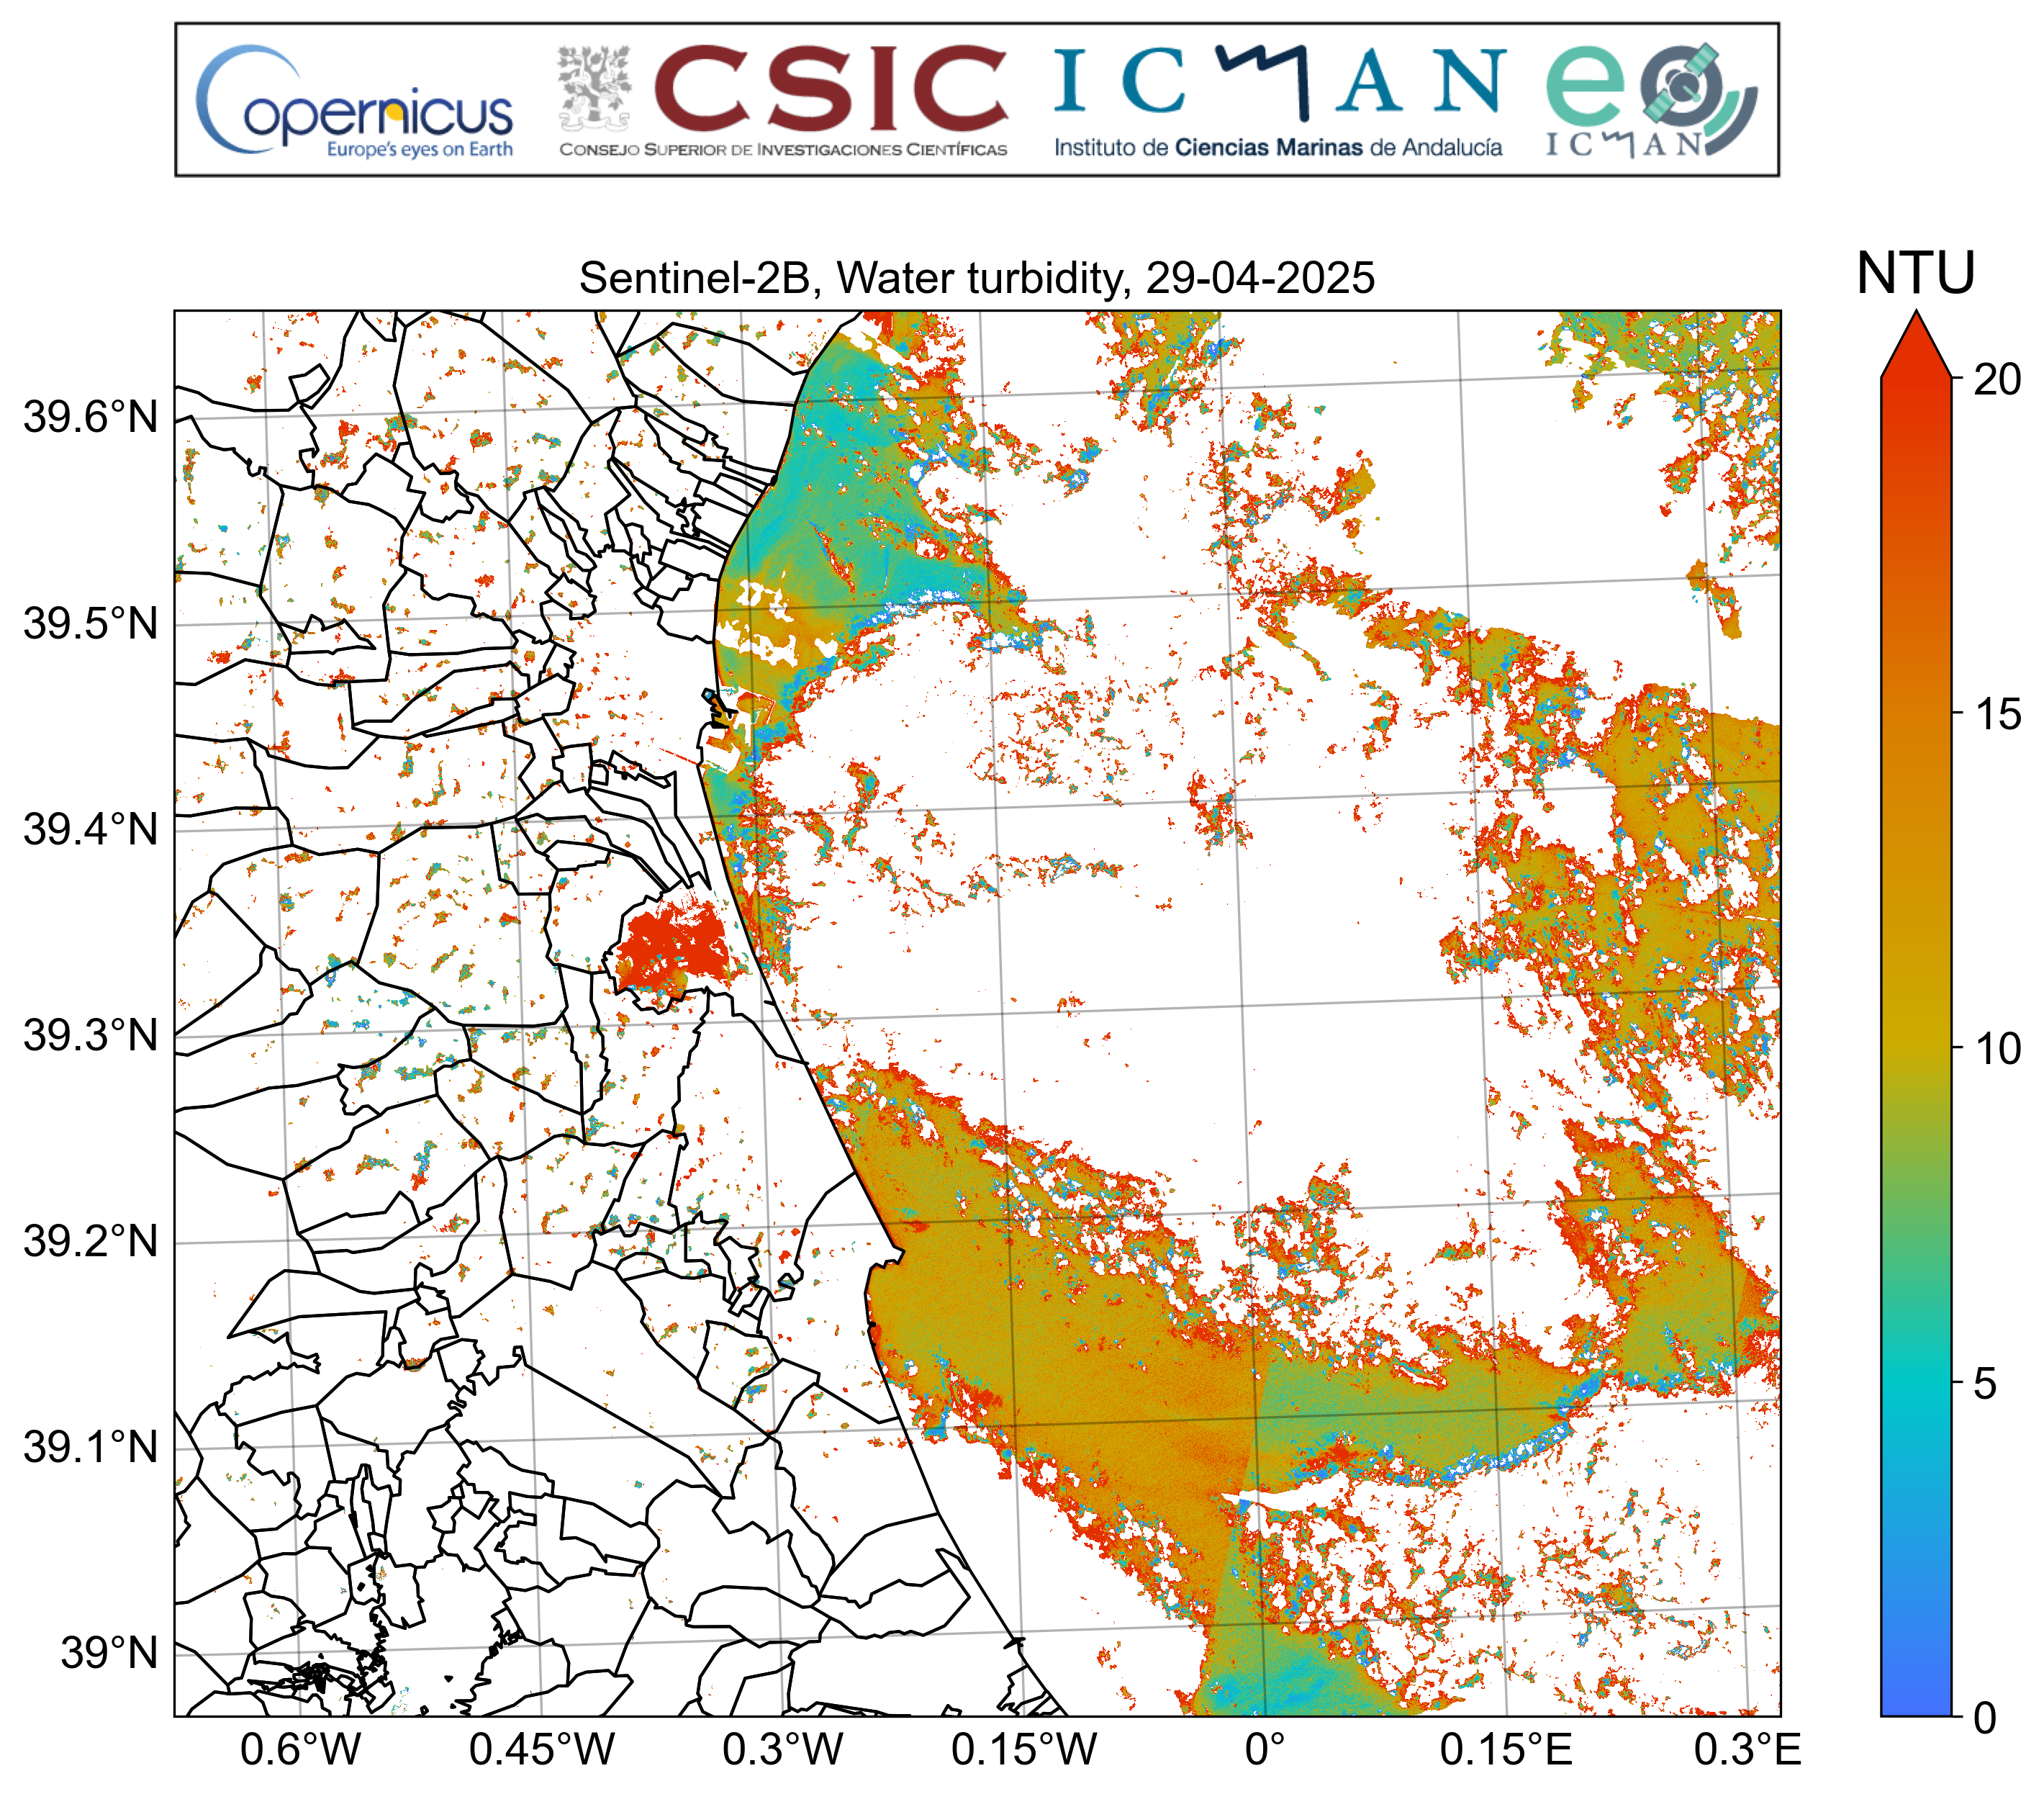 Copernicus
Europe's eyes on Earth
CSIC
CONSEJO SUPERIOR DE INVESTIGACIONES CIENTÍFICAS
ICMAN
Instituto de Ciencias Marinas de Andalucía
eo
ICMAN
Sentinel-2B, Water turbidity, 29-04-2025
NTU
39.6°N
39.5°N
39.4°N
39.3°N
39.2°N
39.1°N
39°N
0.6°W
0.45°W
0.3°W
0.15°W
0°
0.15°E
0.3°E
20
15
10
5
0